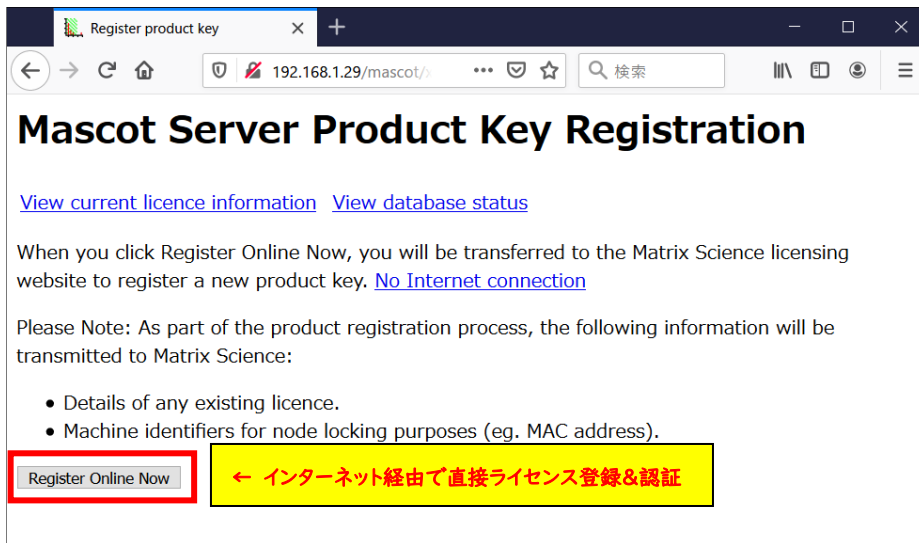 Register product key
192.168.1.29/mascot/
検索
Mascot Server Product Key Registration
View current licence information View database status
When you click Register Online Now, you will be transferred to the Matrix Science licensing
website to register a new product key. No Internet connection
Please Note: As part of the product registration process, the following information will be
transmitted to Matrix Science:
• Details of any existing licence.
• Machine identifiers for node locking purposes (eg. MAC address).
Register Online Now
← インターネット経由で直接ライセンス登録&認証